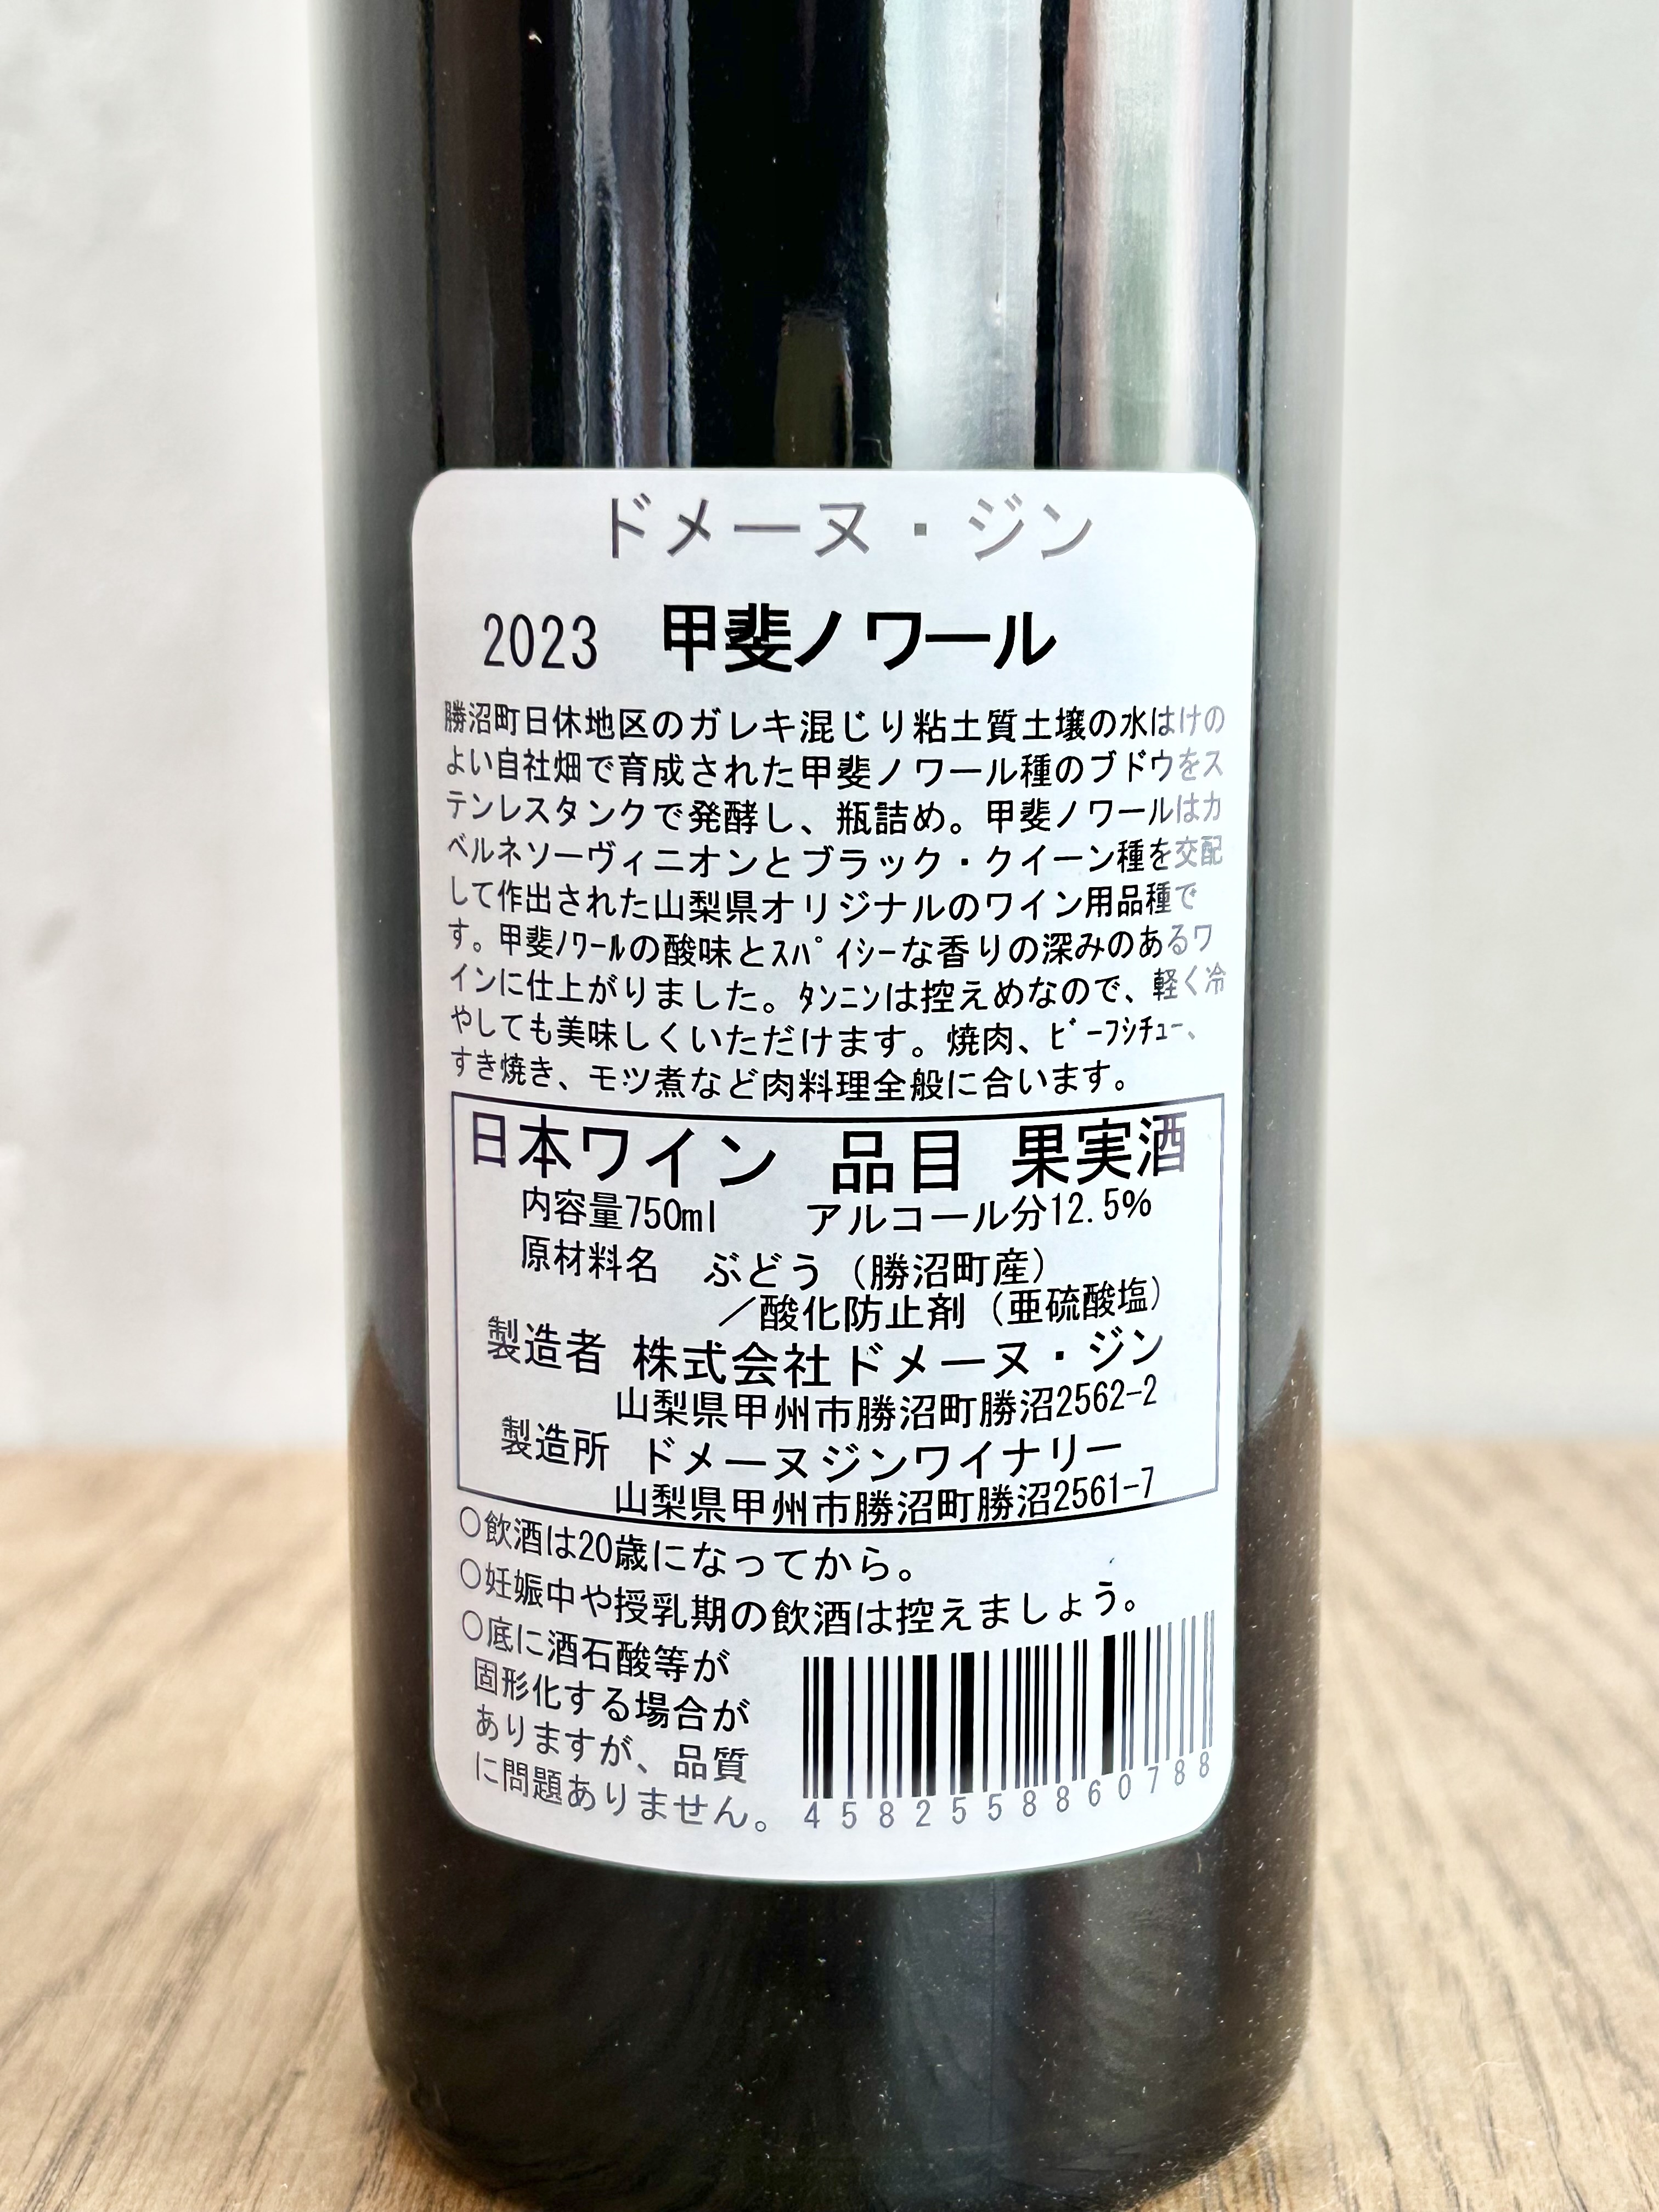 ドメーヌ・ジン
2023 甲斐ノワール
勝沼町日休地区のガレキ混じり粘土質土壌の水はけの
よい自社畑で育成された甲斐ノワール種のブドウをス
テンレスタンクで発酵し、瓶詰め。甲斐ノワールはカ
ベルネソーヴィニオンとブラック・クイーン種を交配
して作出された山梨県オリジナルのワイン用品種で
す。甲斐ﾉﾜｰﾙの酸味とｽﾊﾟｲｼｰな香りの深みのあるワ
インに仕上がりました。ﾀﾝﾆﾝは控えめなので、軽く冷
やしても美味しくいただけます。焼肉、ﾋﾞｰﾌｼﾁｭｰ、
すき焼き、モツ煮など肉料理全般に合います。
日本ワイン 品目 果実酒
内容量750ml アルコール分12.5%
原材料名 ぶどう（勝沼町産）
／酸化防止剤（亜硫酸塩）
製造者 株式会社ドメーヌ・ジン
山梨県甲州市勝沼町勝沼2562-2
製造所 ドメーヌジンワイナリー
山梨県甲州市勝沼町勝沼2561-7
○飲酒は20歳になってから。
○妊娠中や授乳期の飲酒は控えましょう。
○底に酒石酸等が
固形化する場合が
ありますが、品質
に問題ありません。
4582558860788